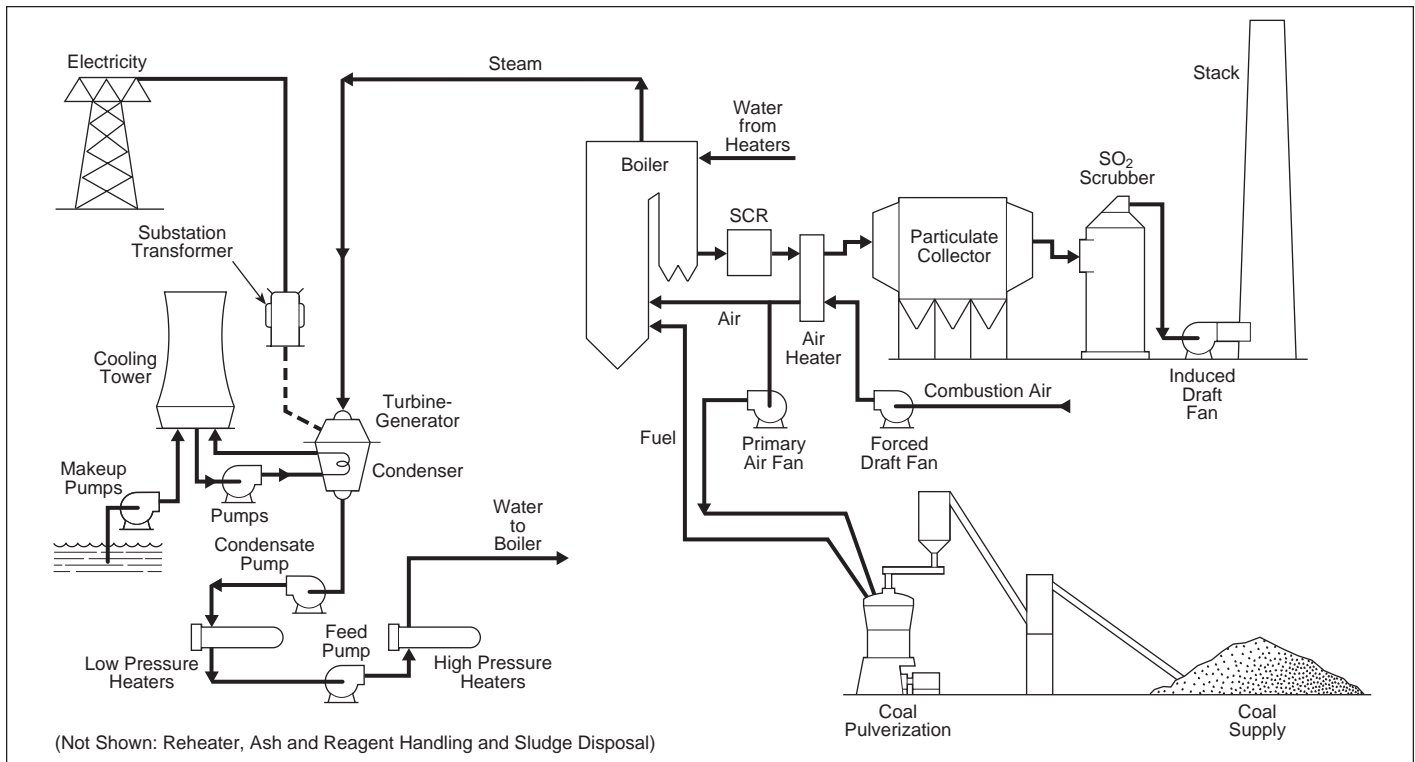 Electricity
Steam
Stack
Water
from
Heaters
Boiler
SO₂
Scrubber
SCR
Particulate
Collector
Substation
Transformer
Air
Air
Heater
Cooling
Tower
Induced
Draft
Fan
Combustion Air
Turbine-
Generator
Fuel
Primary
Air Fan
Forced
Draft Fan
Condenser
Makeup
Pumps
Pumps
Water
to
Boiler
Condensate
Pump
Feed
Pump
Low Pressure
Heaters
High Pressure
Heaters
Coal
Pulverization
Coal
Supply
(Not Shown: Reheater, Ash and Reagent Handling and Sludge Disposal)